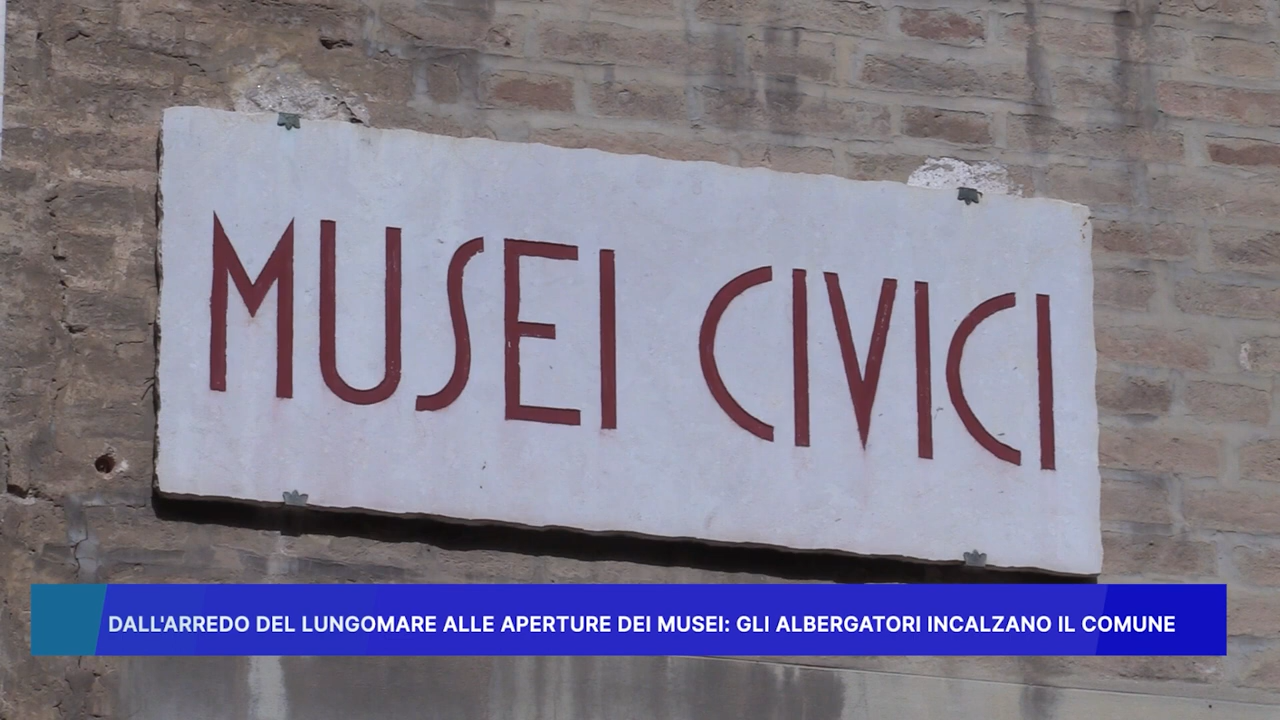 MUSEI CIVICI
DALL'ARREDO DEL LUNGOMARE ALLE APERTURE DEI MUSEI: GLI ALBERGATORI INCALZANO IL COMUNE